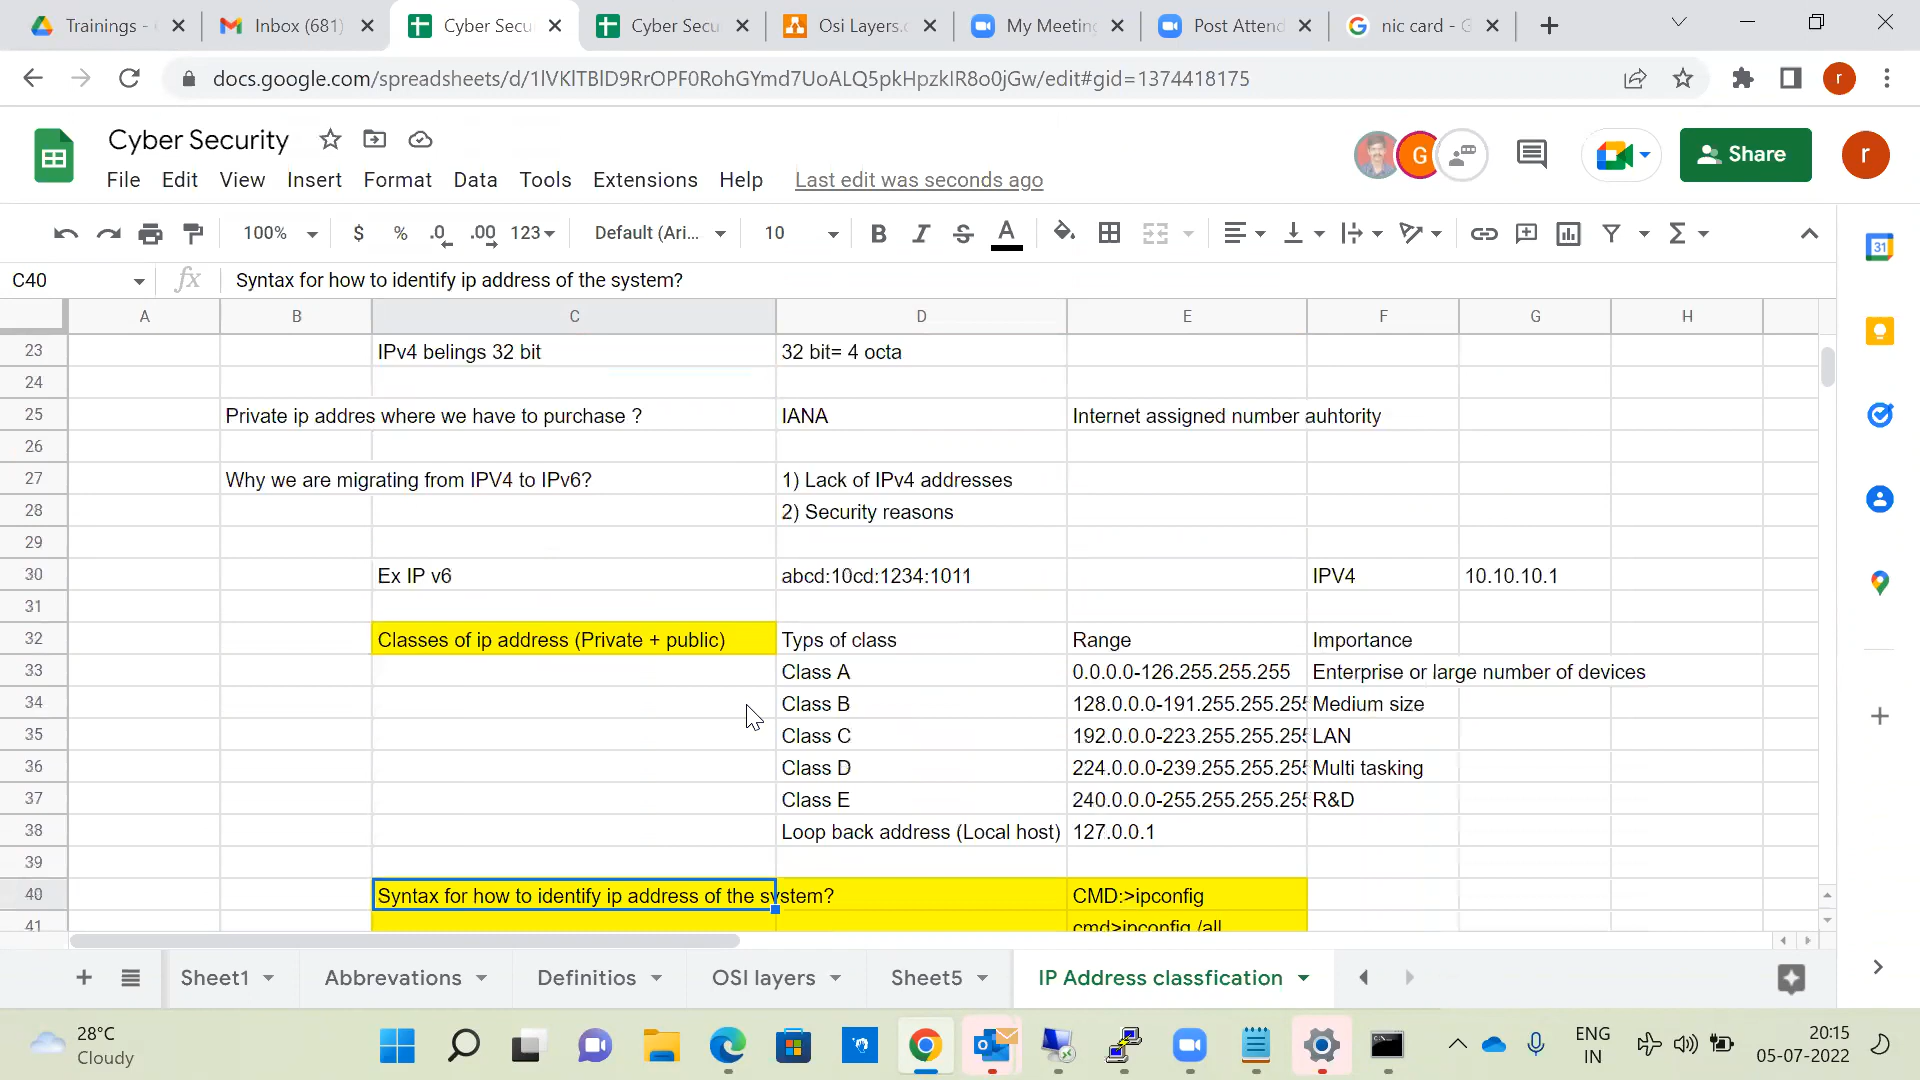 Trainings -
Inbox (681)
Cyber Secu
Cyber Secu
Osi Layers.c
My Meeting
Post Attend
nic card - G
docs.google.com/spreadsheets/d/1lVKlTBlD9RrOPF0RohGYmd7UoALQ5pkHpzkIR8o0jGw/edit#gid=1374418175
r
Cyber Security
G
Share
r
File Edit View Insert Format Data Tools Extensions Help Last edit was seconds ago
100% $ % .0 .00 123 Default (Ari... 10 B I S A
31
C40 fx Syntax for how to identify ip address of the system?
A B C D E F G H
23 IPv4 belings 32 bit 32 bit= 4 octa
24
25 Private ip addres where we have to purchase ? IANA Internet assigned number auhtority
26
27 Why we are migrating from IPV4 to IPv6? 1) Lack of IPv4 addresses
28 2) Security reasons
29
30 Ex IP v6 abcd:10cd:1234:1011 IPV4 10.10.10.1
31
32 Classes of ip address (Private + public) Typs of class Range Importance
33 Class A 0.0.0.0-126.255.255.255 Enterprise or large number of devices
34 Class B 128.0.0.0-191.255.255.255 Medium size
35 Class C 192.0.0.0-223.255.255.255 LAN
36 Class D 224.0.0.0-239.255.255.255 Multi tasking
37 Class E 240.0.0.0-255.255.255.255 R&D
38 Loop back address (Local host) 127.0.0.1
39
40 Syntax for how to identify ip address of the system? CMD:>ipconfig
41 cmd>ipconfig /all
Sheet1 Abbrevations Definitios OSI layers Sheet5 IP Address classfication
28°C
Cloudy
ENG
IN
20:15
05-07-2022